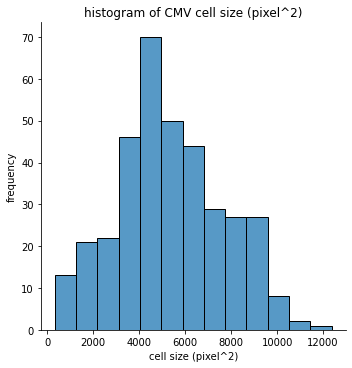 histogram of CMV cell size (pixel^2)
70
60
50
40
30
20
10
0
frequency
0 2000 4000 6000 8000 10000 12000
cell size (pixel^2)